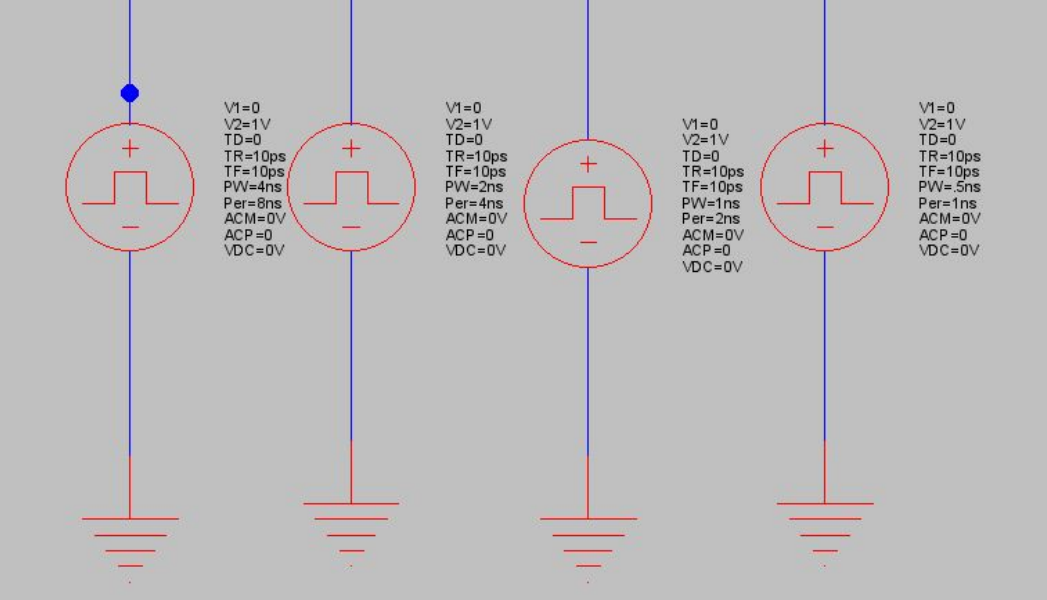 V1=0
V2=1V
TD=0
TR=10ps
TF=10ps
PW=4ns
Per=8ns
ACM=0V
ACP=0
VDC=0V
V1=0
V2=1V
TD=0
TR=10ps
TF=10ps
PW=2ns
Per=4ns
ACM=0V
ACP=0
VDC=0V
V1=0
V2=1V
TD=0
TR=10ps
TF=10ps
PW=1ns
Per=2ns
ACM=0V
ACP=0
VDC=0V
V1=0
V2=1V
TD=0
TR=10ps
TF=10ps
PW=.5ns
Per=1ns
ACM=0V
ACP=0
VDC=0V